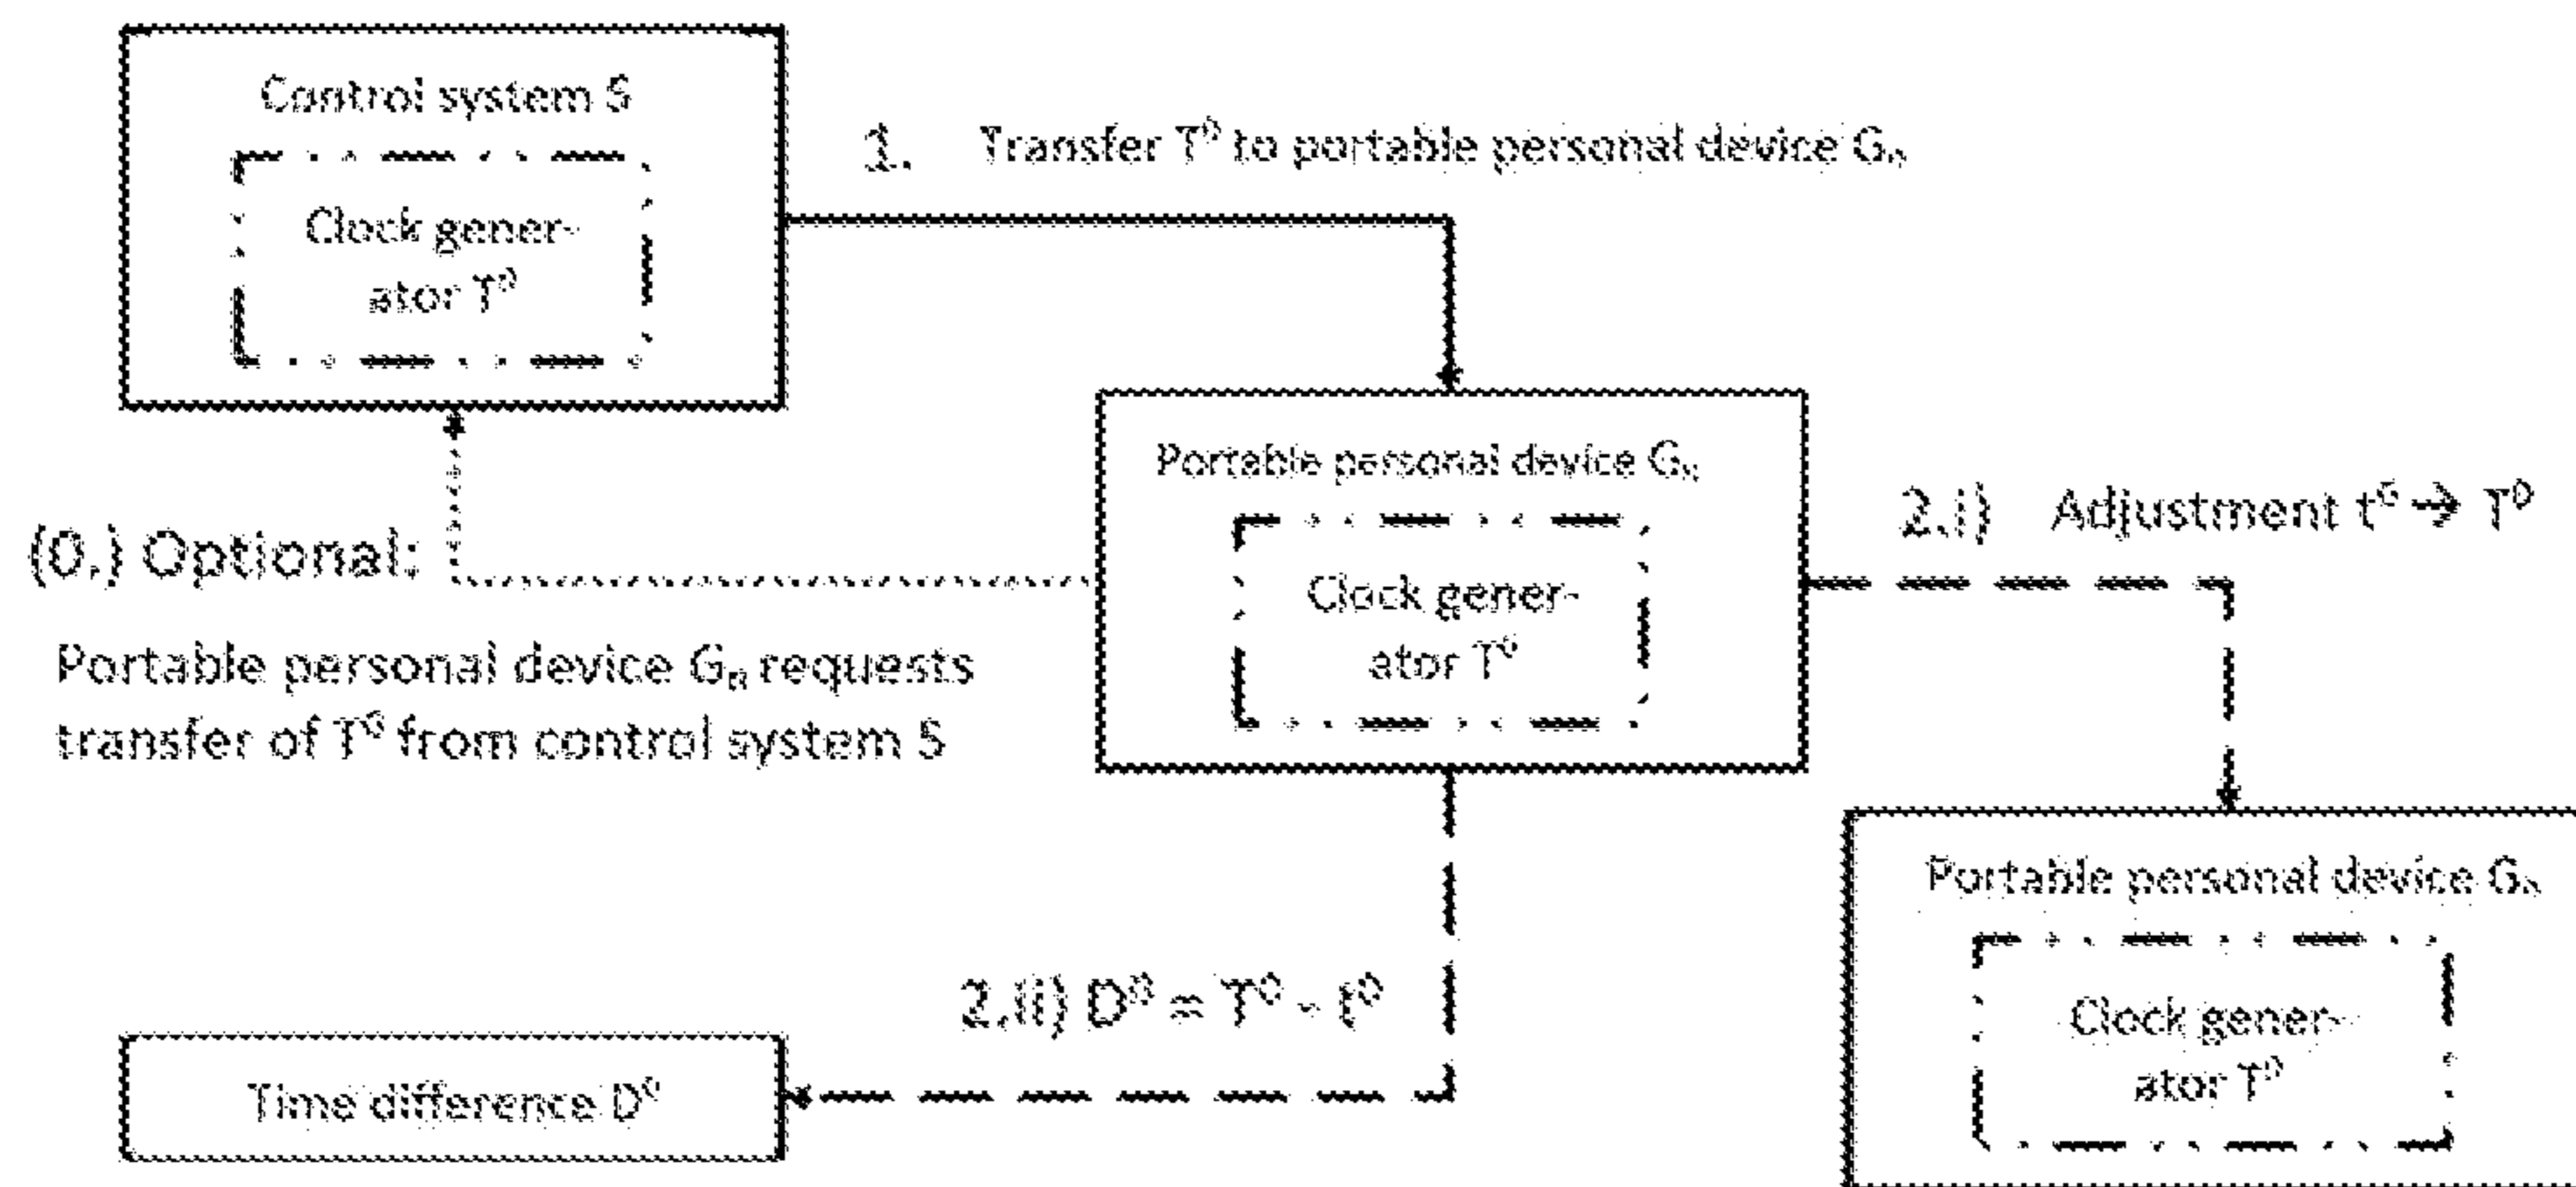 Control system S
Clock gener-
ator T⁰
1. Transfer T⁰ to portable personal device Gₙ
Portable personal device Gₙ
Clock gener-
ator T⁰
(0.) Optional:
Portable personal device Gₙ requests
transfer of T⁰ from control system S
2.i) Adjustment t⁰ → T⁰
2.ii) D⁰ = T⁰ - t⁰
Time difference D⁰
Portable personal device Gₙ
Clock gener-
ator T⁰